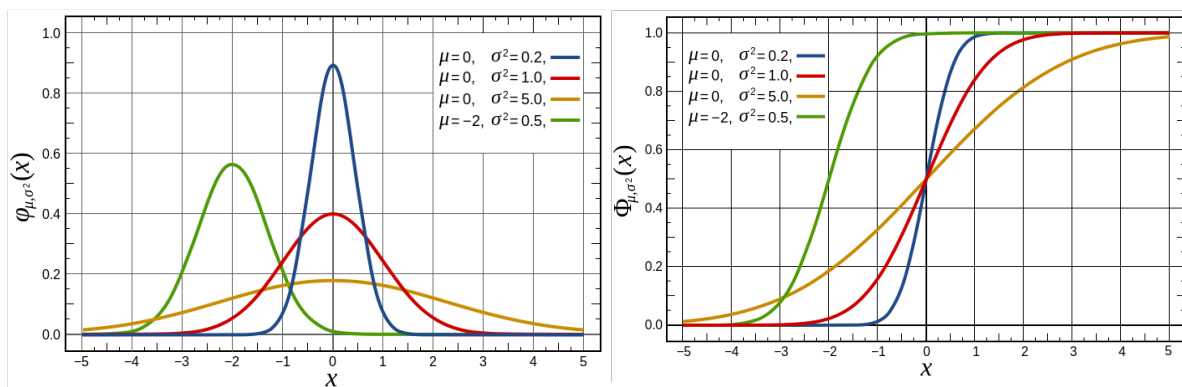 φμ,σ²(x)
1.0
0.8
0.6
0.4
0.2
0.0
μ=0, σ²=0.2,
μ=0, σ²=1.0,
μ=0, σ²=5.0,
μ=−2, σ²=0.5,
−5 −4 −3 −2 −1 0 1 2 3 4 5
x
Φμ,σ²(x)
1.0
0.8
0.6
0.4
0.2
0.0
μ=0, σ²=0.2,
μ=0, σ²=1.0,
μ=0, σ²=5.0,
μ=−2, σ²=0.5,
−5 −4 −3 −2 −1 0 1 2 3 4 5
x